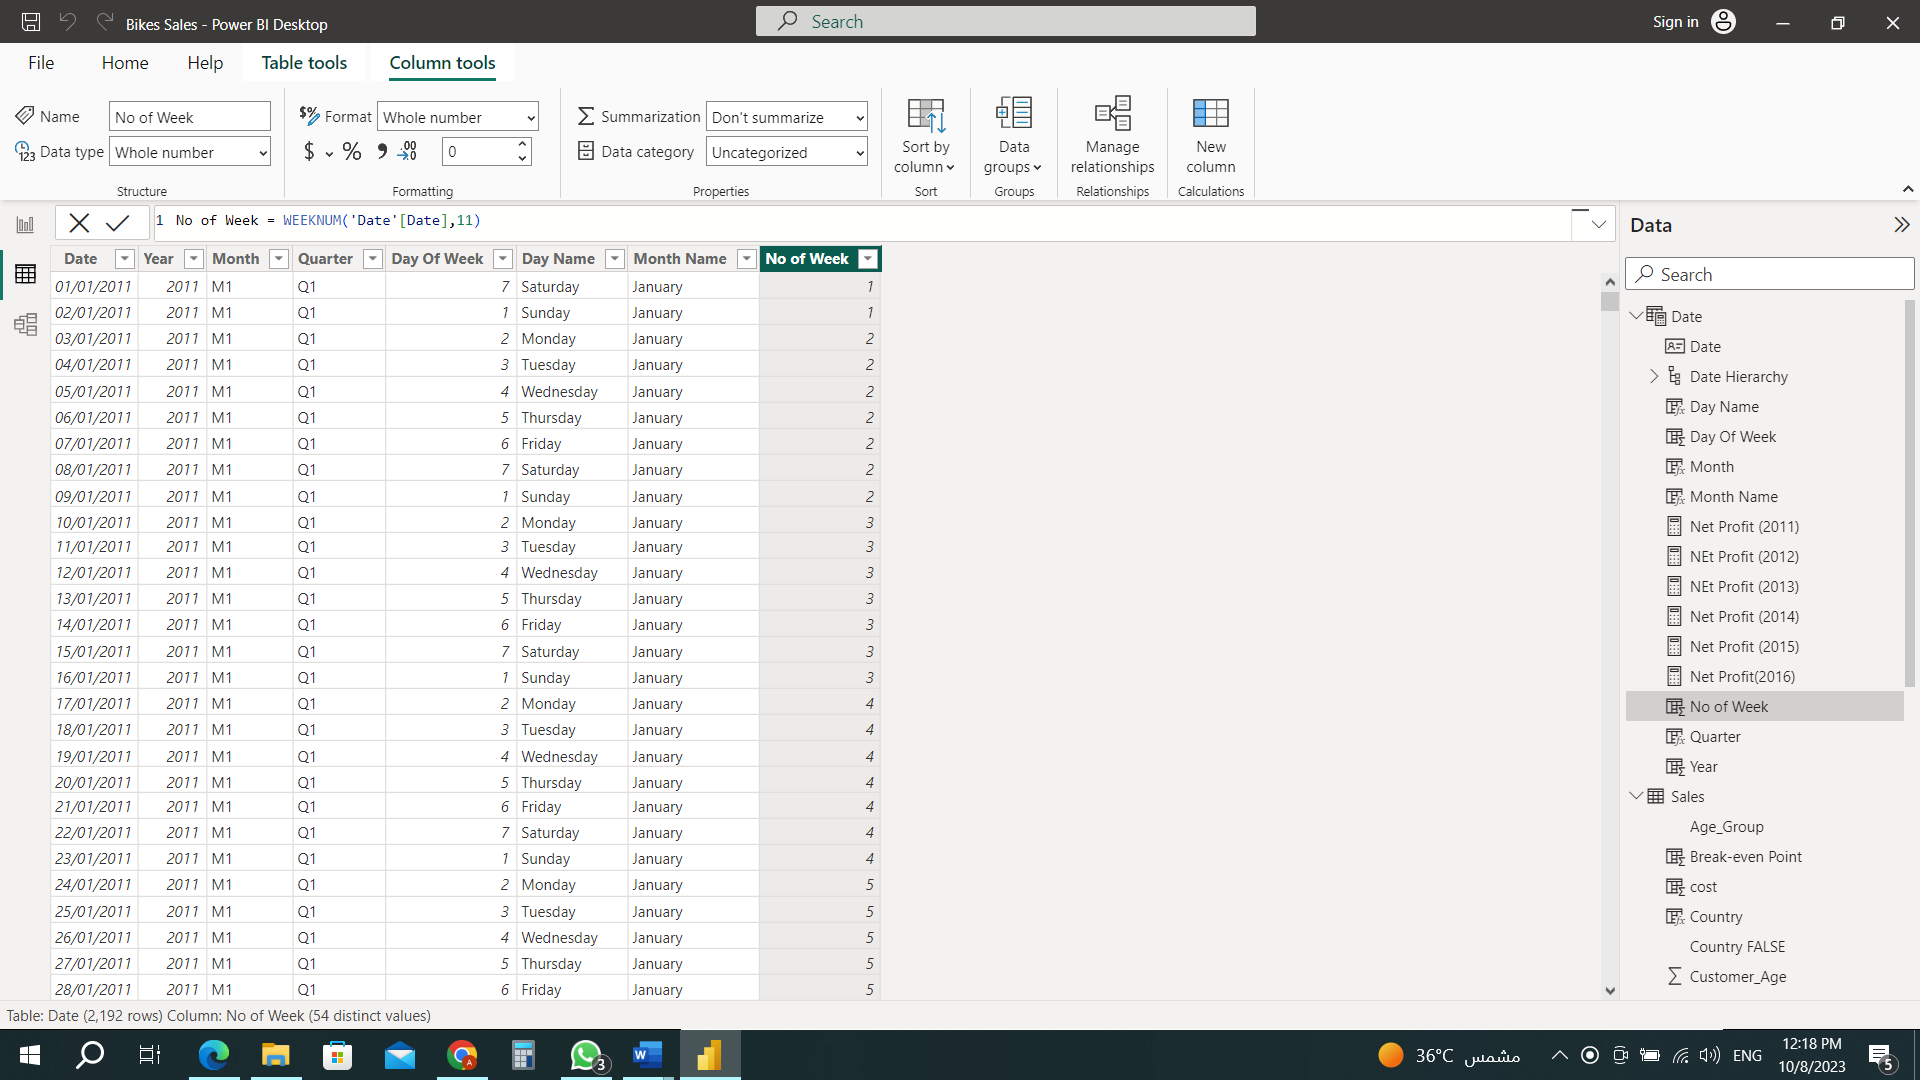 Bikes Sales - Power BI Desktop
Search
Sign in
File Home Help Table tools Column tools
Name No of Week
Data type Whole number
Structure
Format Whole number
$ % 0
Formatting
Summarization Don't summarize
Data category Uncategorized
Properties
Sort by column
Sort
Data groups
Groups
Manage relationships
Relationships
New column
Calculations
1 No of Week = WEEKNUM('Date'[Date],11)
Date Year Month Quarter Day Of Week Day Name Month Name No of Week
01/01/2011 2011 M1 Q1 7 Saturday January 1
02/01/2011 2011 M1 Q1 1 Sunday January 1
03/01/2011 2011 M1 Q1 2 Monday January 2
04/01/2011 2011 M1 Q1 3 Tuesday January 2
05/01/2011 2011 M1 Q1 4 Wednesday January 2
06/01/2011 2011 M1 Q1 5 Thursday January 2
07/01/2011 2011 M1 Q1 6 Friday January 2
08/01/2011 2011 M1 Q1 7 Saturday January 2
09/01/2011 2011 M1 Q1 1 Sunday January 2
10/01/2011 2011 M1 Q1 2 Monday January 3
11/01/2011 2011 M1 Q1 3 Tuesday January 3
12/01/2011 2011 M1 Q1 4 Wednesday January 3
13/01/2011 2011 M1 Q1 5 Thursday January 3
14/01/2011 2011 M1 Q1 6 Friday January 3
15/01/2011 2011 M1 Q1 7 Saturday January 3
16/01/2011 2011 M1 Q1 1 Sunday January 3
17/01/2011 2011 M1 Q1 2 Monday January 4
18/01/2011 2011 M1 Q1 3 Tuesday January 4
19/01/2011 2011 M1 Q1 4 Wednesday January 4
20/01/2011 2011 M1 Q1 5 Thursday January 4
21/01/2011 2011 M1 Q1 6 Friday January 4
22/01/2011 2011 M1 Q1 7 Saturday January 4
23/01/2011 2011 M1 Q1 1 Sunday January 4
24/01/2011 2011 M1 Q1 2 Monday January 5
25/01/2011 2011 M1 Q1 3 Tuesday January 5
26/01/2011 2011 M1 Q1 4 Wednesday January 5
27/01/2011 2011 M1 Q1 5 Thursday January 5
28/01/2011 2011 M1 Q1 6 Friday January 5
Data
Search
Date
Date
Date Hierarchy
Day Name
Day Of Week
Month
Month Name
Net Profit (2011)
NEt Profit (2012)
NEt Profit (2013)
Net Profit (2014)
Net Profit (2015)
Net Profit(2016)
No of Week
Quarter
Year
Sales
Age_Group
Break-even Point
cost
Country
Country FALSE
Customer_Age
Table: Date (2,192 rows) Column: No of Week (54 distinct values)
3
36°C مشمس
ENG
12:18 PM
10/8/2023
5